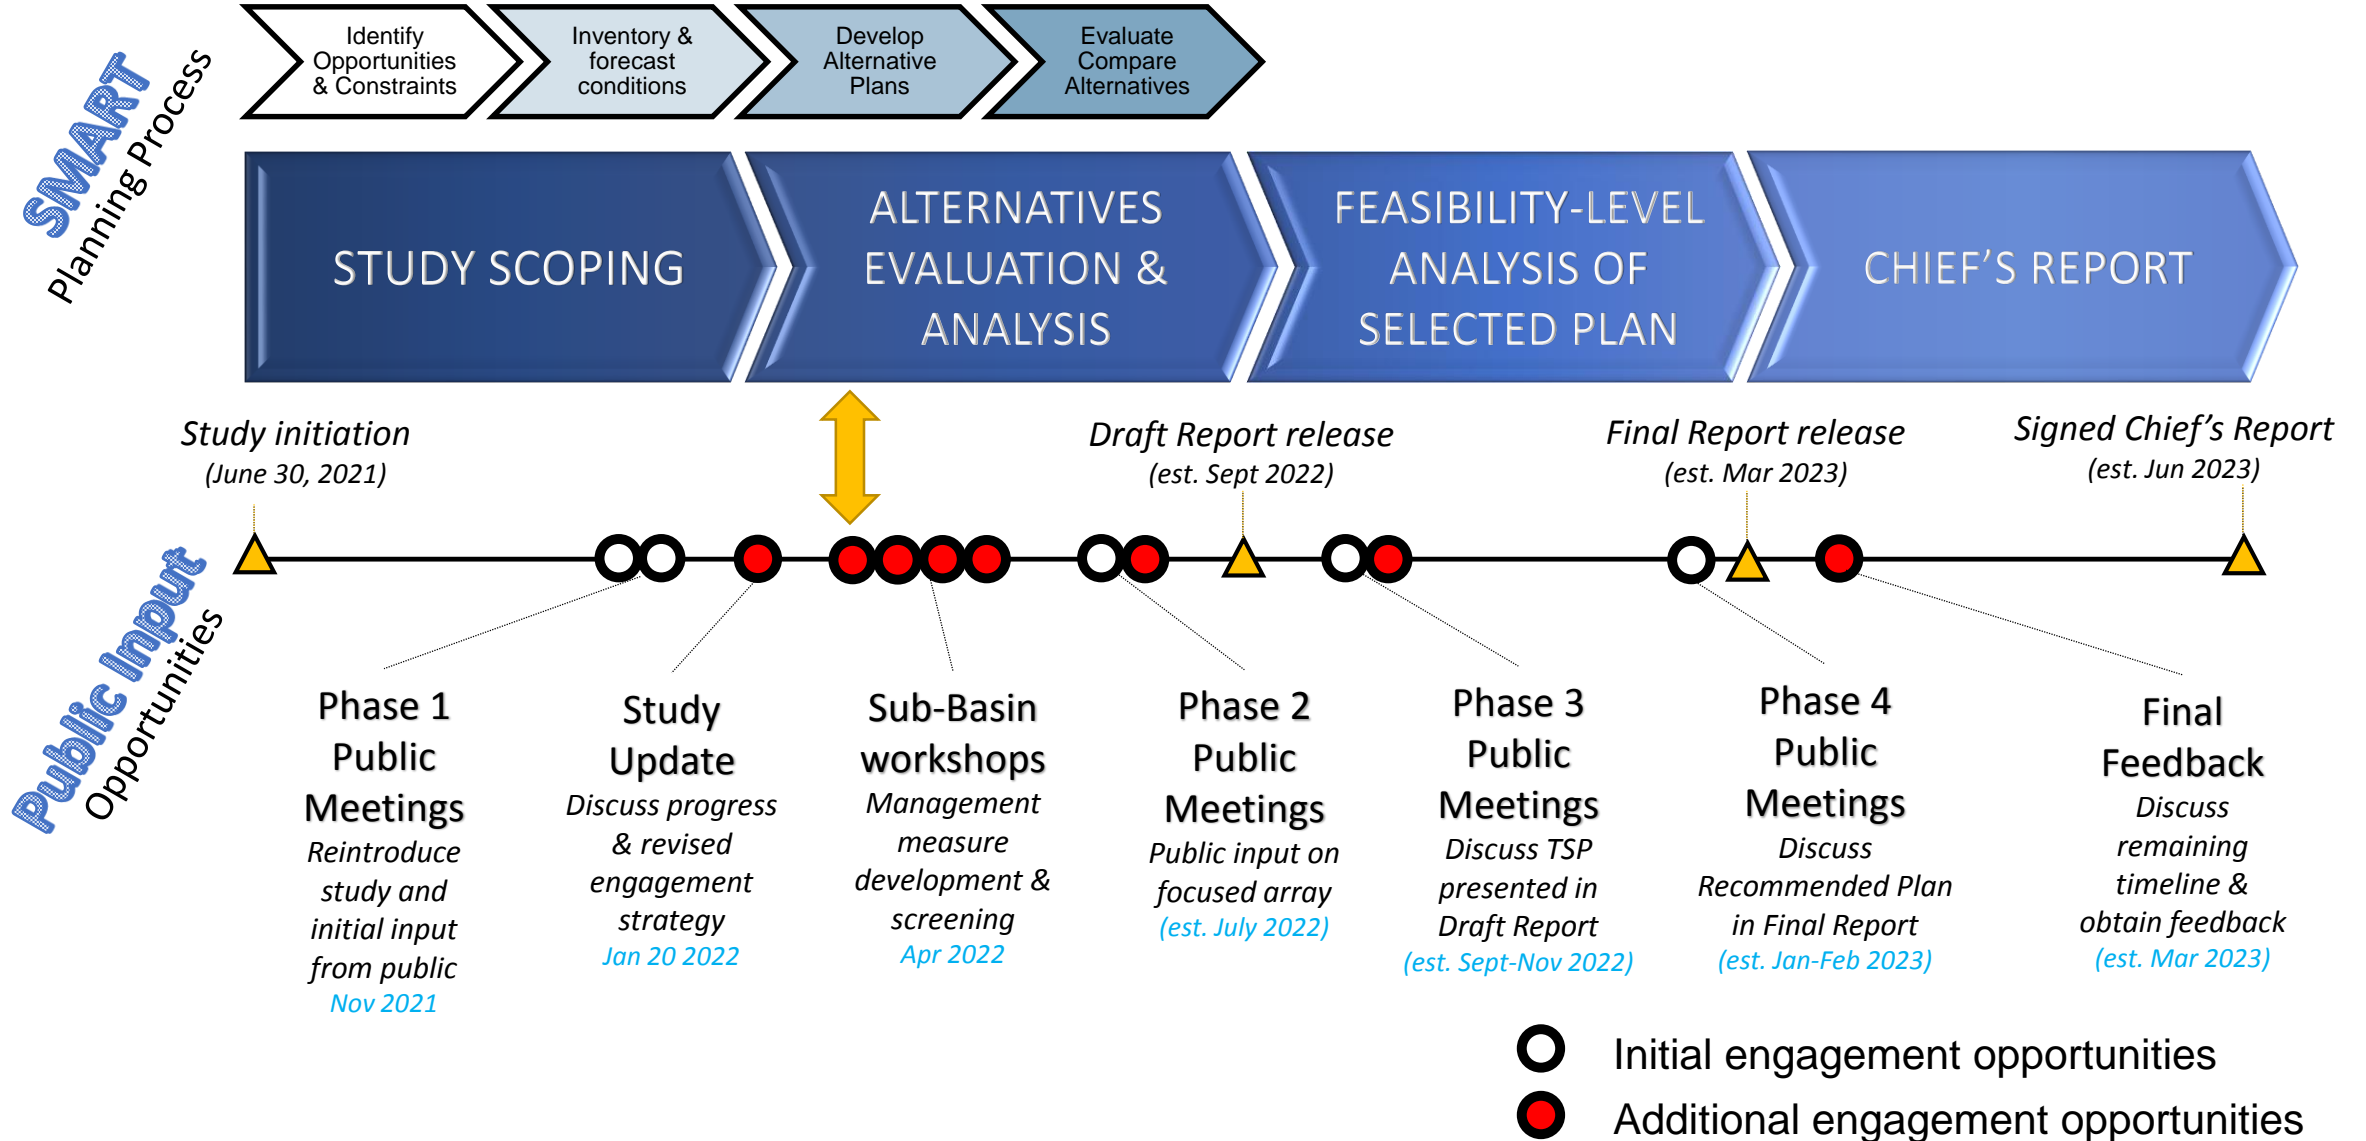 SMART
Planning Process
Identify
Opportunities
& Constraints
Inventory &
forecast
conditions
Develop
Alternative
Plans
Evaluate
Compare
Alternatives
STUDY SCOPING
ALTERNATIVES
EVALUATION &
ANALYSIS
FEASIBILITY-LEVEL
ANALYSIS OF
SELECTED PLAN
CHIEF'S REPORT
Study initiation
(June 30, 2021)
Draft Report release
(est. Sept 2022)
Final Report release
(est. Mar 2023)
Signed Chief's Report
(est. Jun 2023)
Public Input
Opportunities
Phase 1
Public
Meetings
Reintroduce
study and
initial input
from public
Nov 2021
Study
Update
Discuss progress
& revised
engagement
strategy
Jan 20 2022
Sub-Basin
workshops
Management
measure
development &
screening
Apr 2022
Phase 2
Public
Meetings
Public input on
focused array
(est. July 2022)
Phase 3
Public
Meetings
Discuss TSP
presented in
Draft Report
(est. Sept-Nov 2022)
Phase 4
Public
Meetings
Discuss
Recommended Plan
in Final Report
(est. Jan-Feb 2023)
Final
Feedback
Discuss
remaining
timeline &
obtain feedback
(est. Mar 2023)
Initial engagement opportunities
Additional engagement opportunities